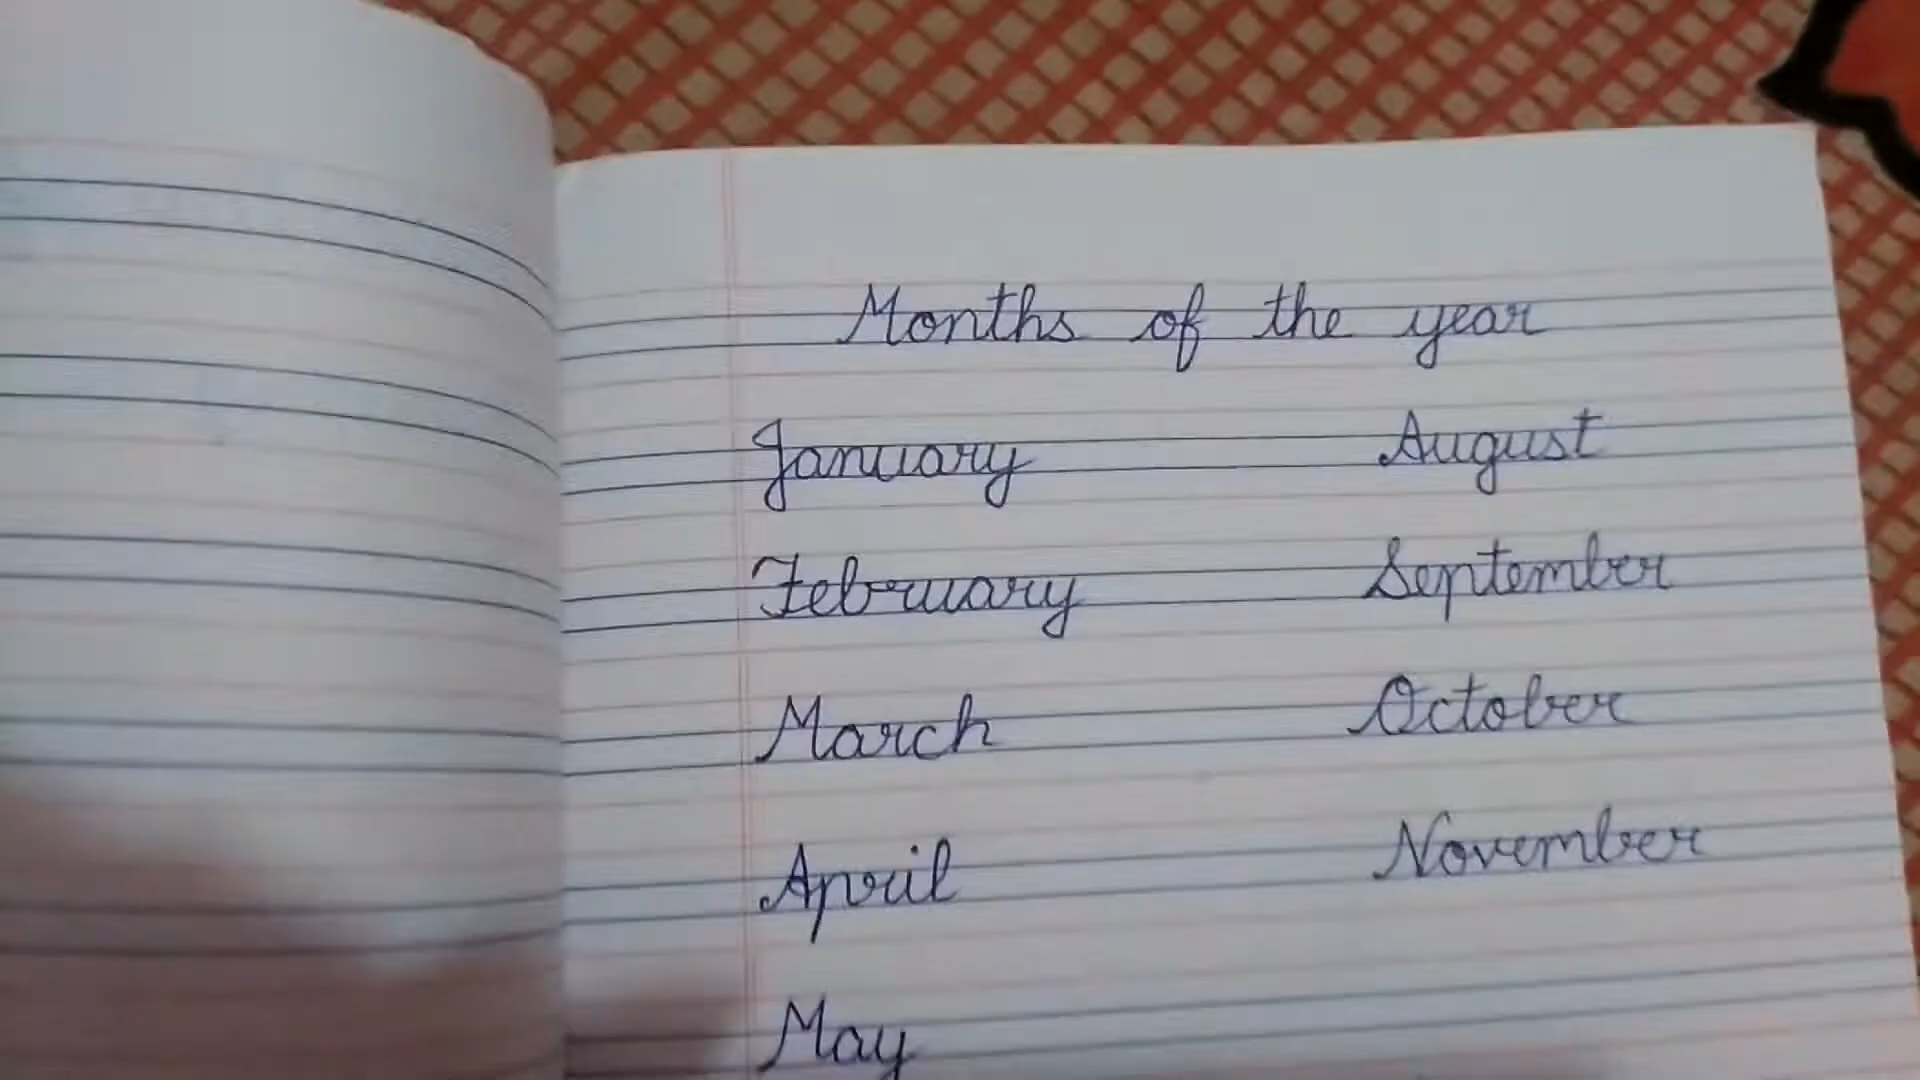 Months of the year
January August
February September
March October
April November
May